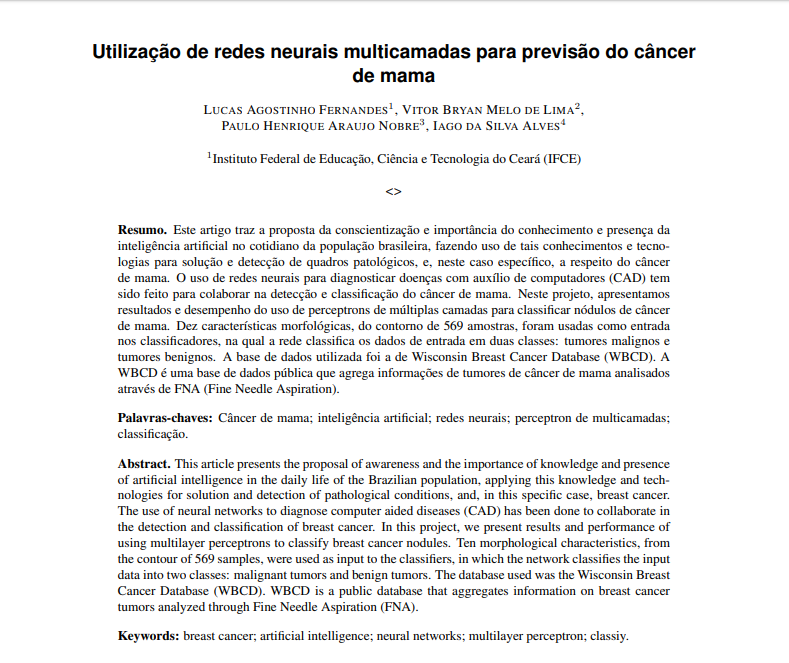 Utilização de redes neurais multicamadas para previsão do câncer
de mama
LUCAS AGOSTINHO FERNANDES¹, VITOR BRYAN MELO DE LIMA²,
PAULO HENRIQUE ARAUJO NOBRE³, IAGO DA SILVA ALVES⁴
¹Instituto Federal de Educação, Ciência e Tecnologia do Ceará (IFCE)
<>
Resumo. Este artigo traz a proposta da conscientização e importância do conhecimento e presença da
inteligência artificial no cotidiano da população brasileira, fazendo uso de tais conhecimentos e tecno-
logias para solução e detecção de quadros patológicos, e, neste caso específico, a respeito do câncer
de mama. O uso de redes neurais para diagnosticar doenças com auxílio de computadores (CAD) tem
sido feito para colaborar na detecção e classificação do câncer de mama. Neste projeto, apresentamos
resultados e desempenho do uso de perceptrons de múltiplas camadas para classificar nódulos de câncer
de mama. Dez características morfológicas, do contorno de 569 amostras, foram usadas como entrada
nos classificadores, na qual a rede classifica os dados de entrada em duas classes: tumores malignos e
tumores benignos. A base de dados utilizada foi a de Wisconsin Breast Cancer Database (WBCD). A
WBCD é uma base de dados pública que agrega informações de tumores de câncer de mama analisados
através de FNA (Fine Needle Aspiration).
Palavras-chaves: Câncer de mama; inteligência artificial; redes neurais; perceptron de multicamadas;
classificação.
Abstract. This article presents the proposal of awareness and the importance of knowledge and presence
of artificial intelligence in the daily life of the Brazilian population, applying this knowledge and tech-
nologies for solution and detection of pathological conditions, and, in this specific case, breast cancer.
The use of neural networks to diagnose computer aided diseases (CAD) has been done to collaborate in
the detection and classification of breast cancer. In this project, we present results and performance of
using multilayer perceptrons to classify breast cancer nodules. Ten morphological characteristics, from
the contour of 569 samples, were used as input to the classifiers, in which the network classifies the input
data into two classes: malignant tumors and benign tumors. The database used was the Wisconsin Breast
Cancer Database (WBCD). WBCD is a public database that aggregates information on breast cancer
tumors analyzed through Fine Needle Aspiration (FNA).
Keywords: breast cancer; artificial intelligence; neural networks; multilayer perceptron; classiy.